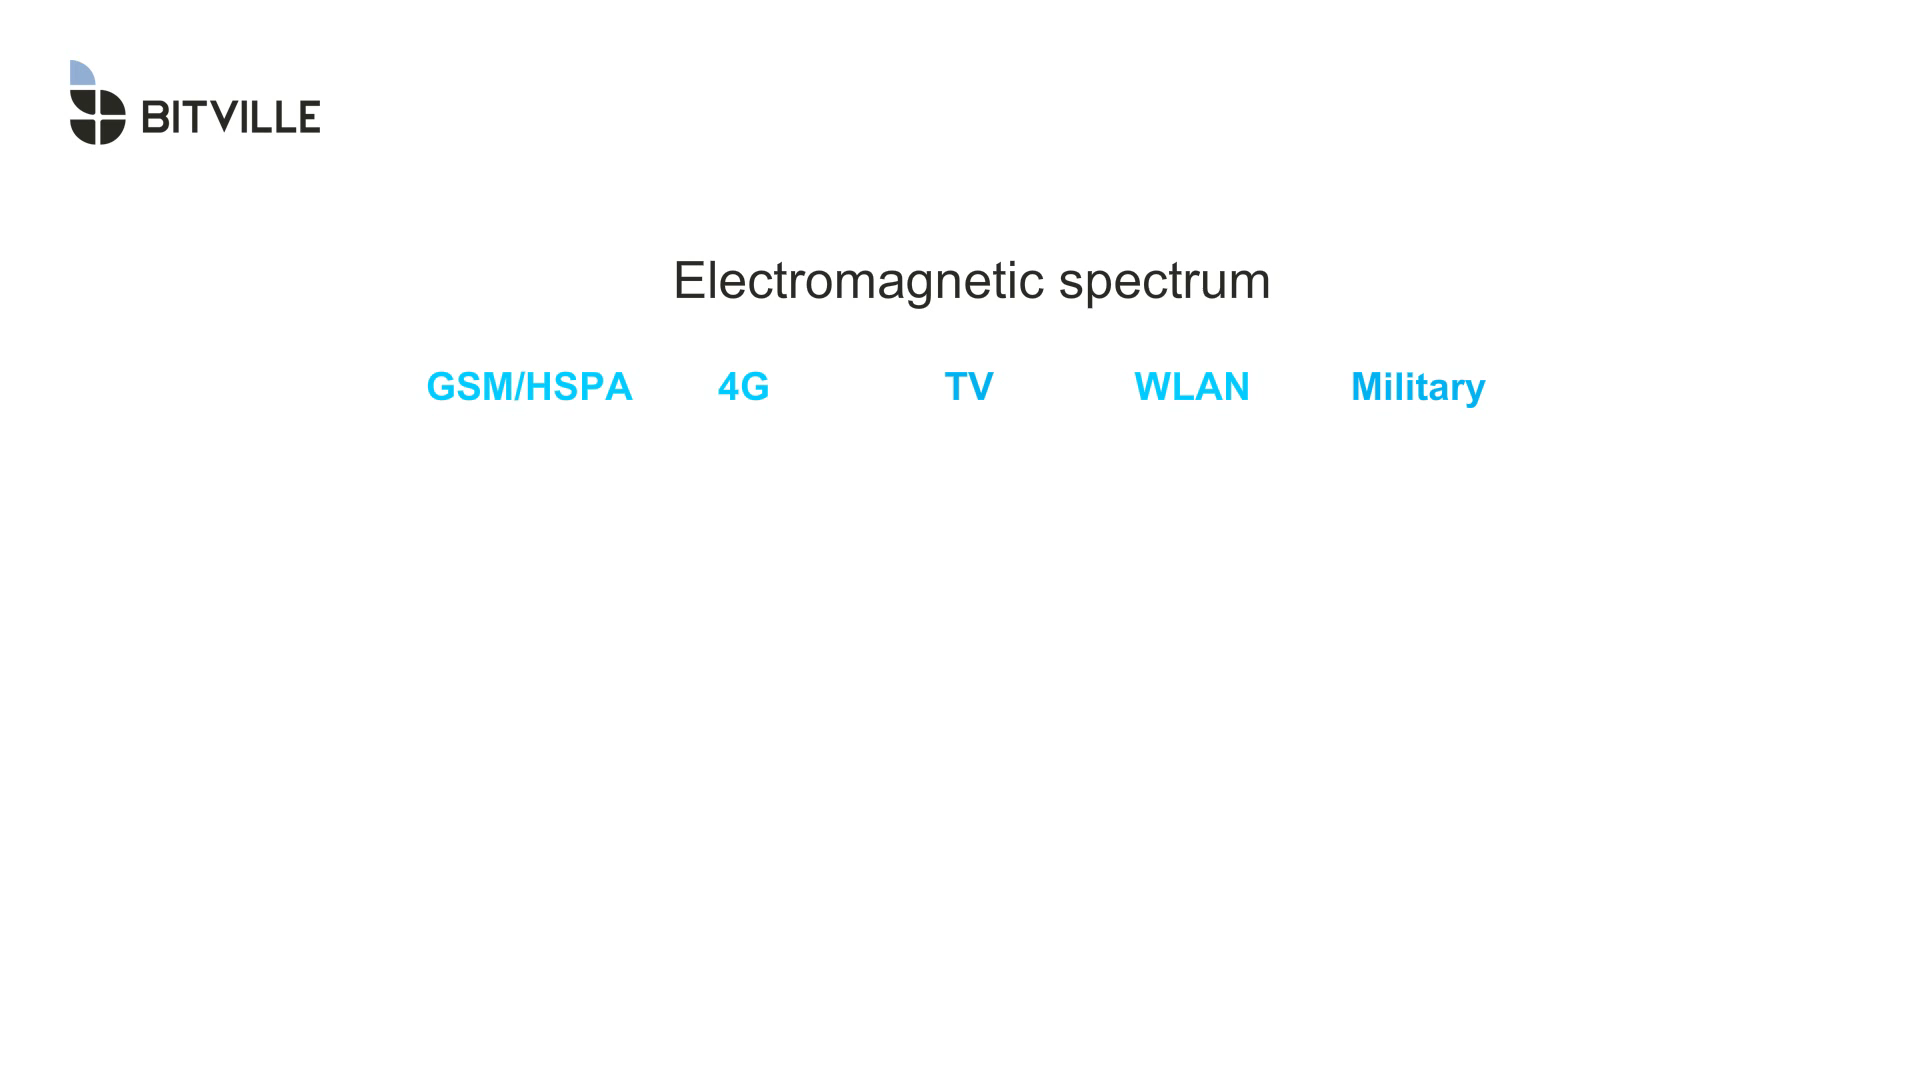 BITVILLE
Electromagnetic spectrum
GSM/HSPA 4G TV WLAN Military